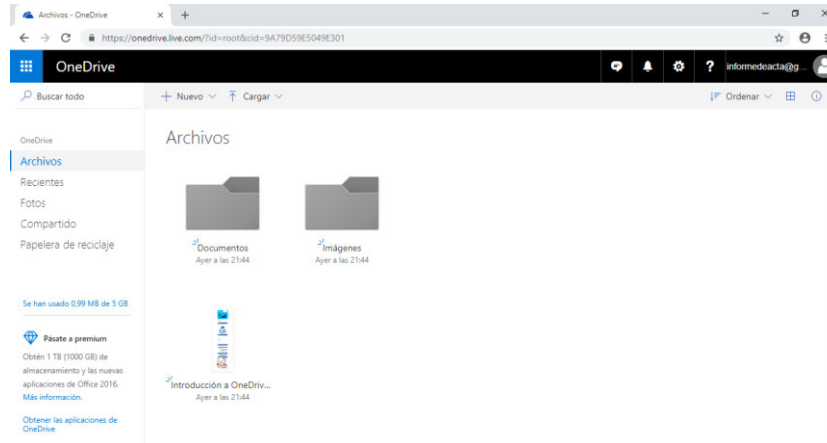 Archivos - OneDrive
https://onedrive.live.com/?id=root&cid=9A79D59E5049E301
OneDrive
?
informedeacta@g...
Buscar todo
Nuevo
Cargar
Ordenar
OneDrive
Archivos
Recientes
Fotos
Compartido
Papelera de reciclaje
Se han usado 0,99 MB de 5 GB
Pásate a premium
Obtén 1 TB (1000 GB) de
almacenamiento y las nuevas
aplicaciones de Office 2016.
Más información.
Obtener las aplicaciones de
OneDrive
Archivos
Documentos
Ayer a las 21:44
Imágenes
Ayer a las 21:44
Introducción a OneDriv...
Ayer a las 21:44